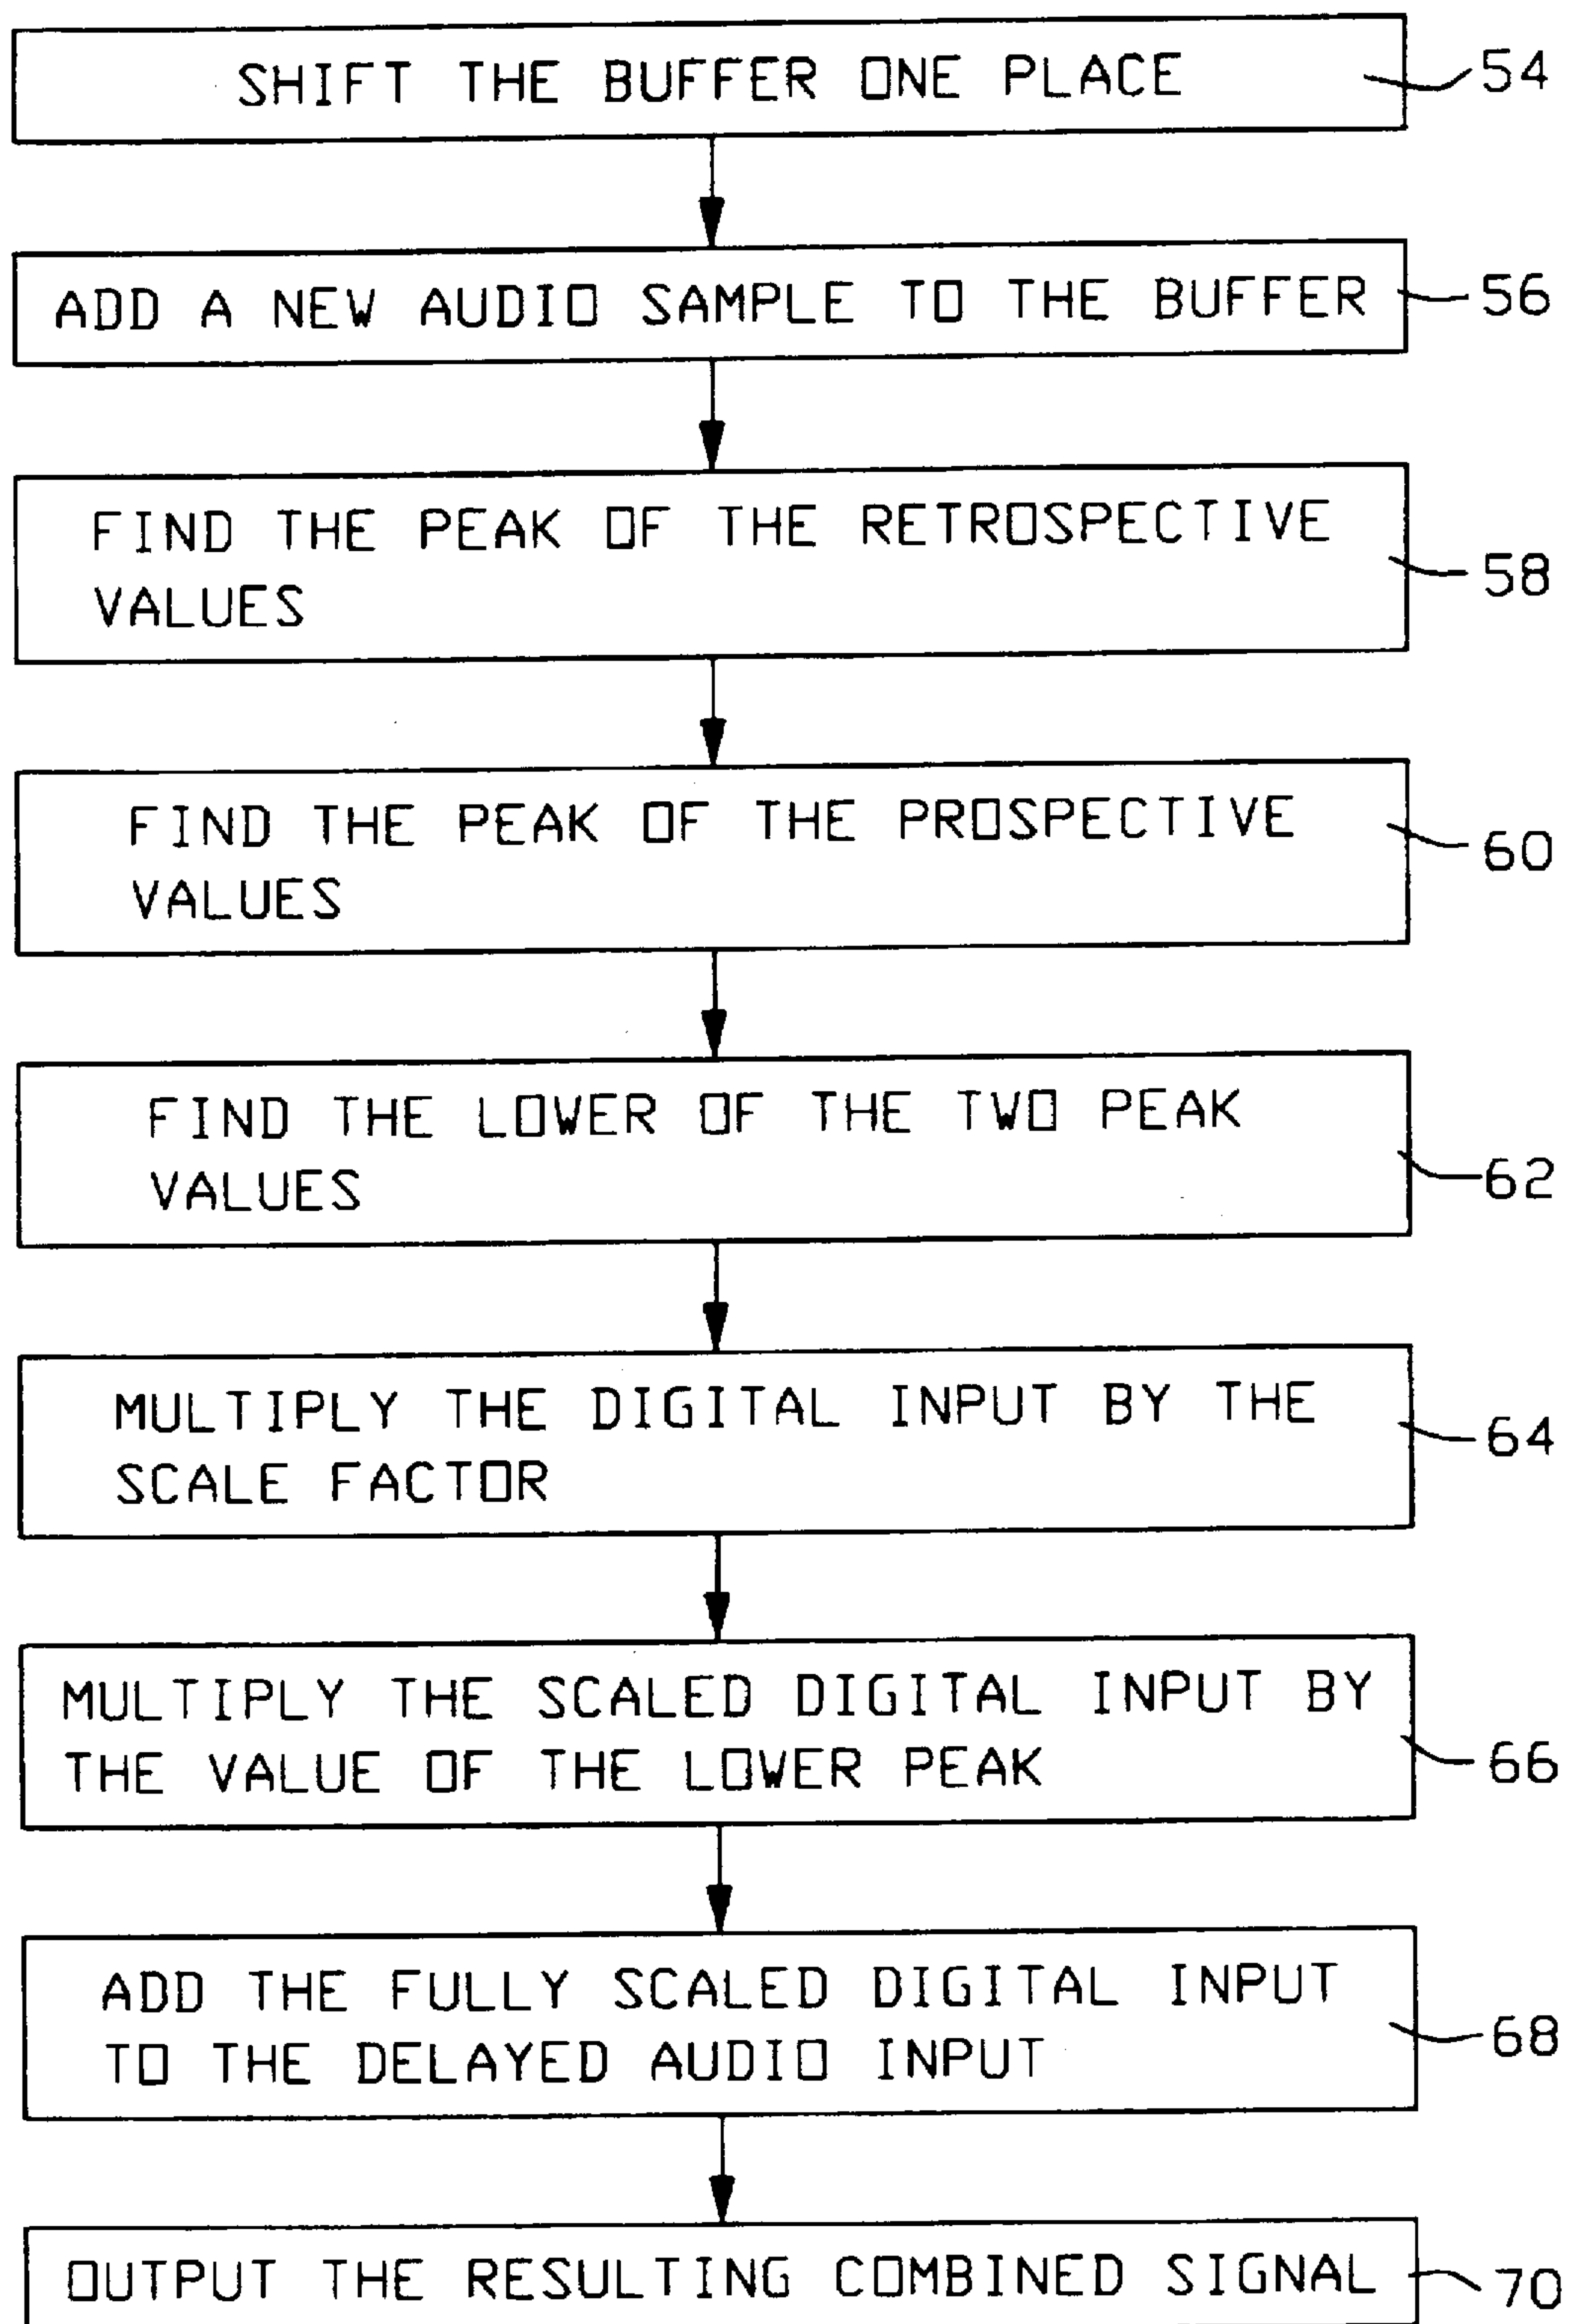 SHIFT THE BUFFER ONE PLACE
54
ADD A NEW AUDIO SAMPLE TO THE BUFFER
56
FIND THE PEAK OF THE RETROSPECTIVE
VALUES
58
FIND THE PEAK OF THE PROSPECTIVE
VALUES
60
FIND THE LOWER OF THE TWO PEAK
VALUES
62
MULTIPLY THE DIGITAL INPUT BY THE
SCALE FACTOR
64
MULTIPLY THE SCALED DIGITAL INPUT BY
THE VALUE OF THE LOWER PEAK
66
ADD THE FULLY SCALED DIGITAL INPUT
TO THE DELAYED AUDIO INPUT
68
OUTPUT THE RESULTING COMBINED SIGNAL
70